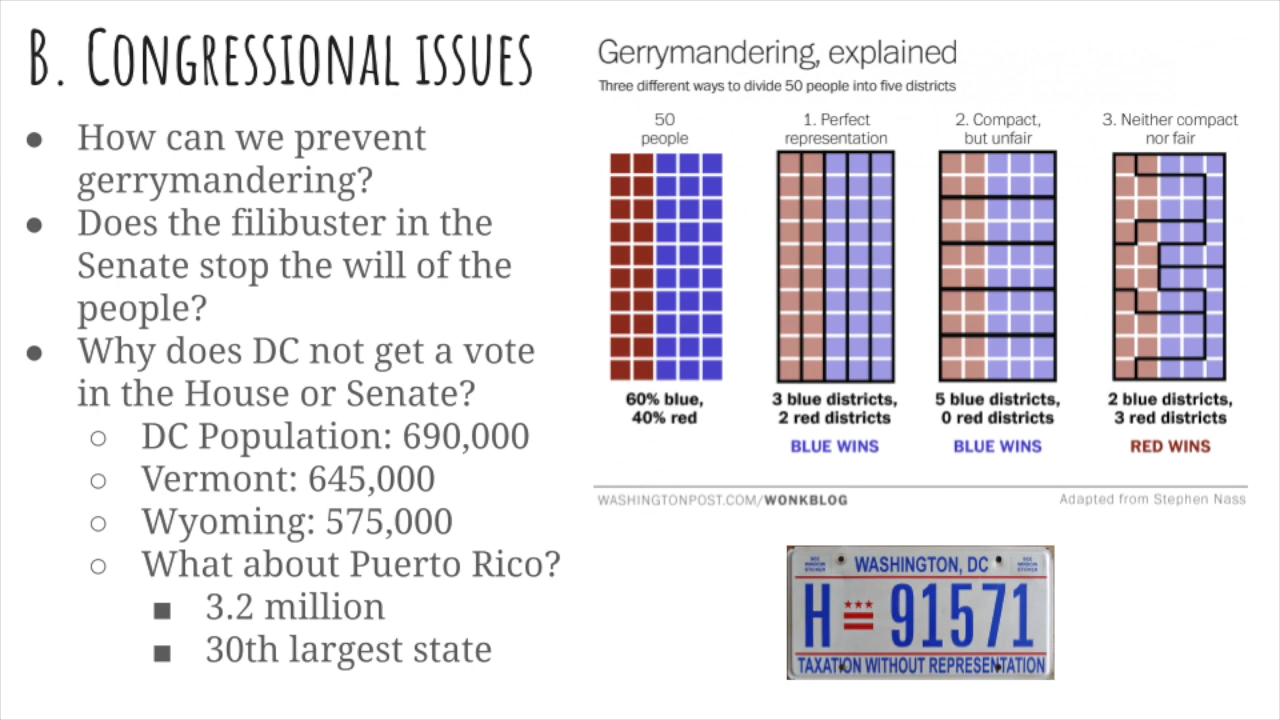 B. Congressional issues
● How can we prevent
gerrymandering?
● Does the filibuster in the
Senate stop the will of the
people?
● Why does DC not get a vote
in the House or Senate?
○ DC Population: 690,000
○ Vermont: 645,000
○ Wyoming: 575,000
○ What about Puerto Rico?
■ 3.2 million
■ 30th largest state
Gerrymandering, explained
Three different ways to divide 50 people into five districts
50
people
1. Perfect
representation
2. Compact,
but unfair
3. Neither compact
nor fair
60% blue,
40% red
3 blue districts,
2 red districts
BLUE WINS
5 blue districts,
0 red districts
BLUE WINS
2 blue districts,
3 red districts
RED WINS
WASHINGTONPOST.COM/WONKBLOG
Adapted from Stephen Nass
WASHINGTON, DC
H 91571
TAXATION WITHOUT REPRESENTATION